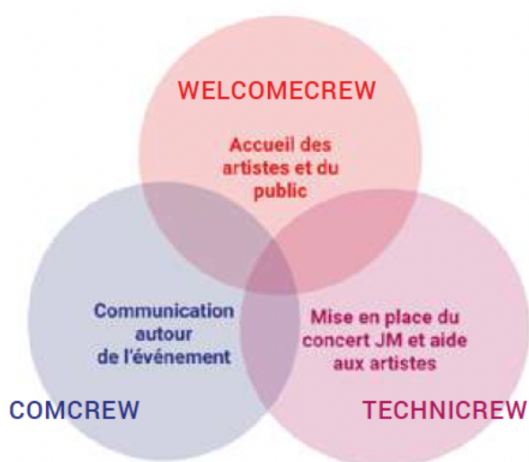 WELCOMECREW
Accueil des
artistes et du
public
Communication
autour
de l'événement
Mise en place du
concert JM et aide
aux artistes
COMCREW
TECHNICREW